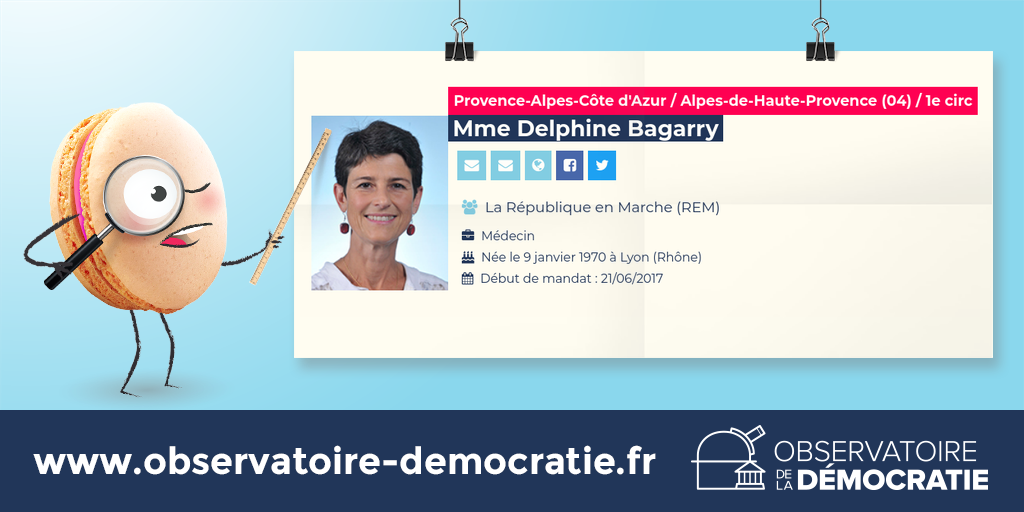 Provence-Alpes-Côte d'Azur / Alpes-de-Haute-Provence (04) / 1e circ
Mme Delphine Bagarry
La République en Marche (REM)
Médecin
Née le 9 janvier 1970 à Lyon (Rhône)
Début de mandat : 21/06/2017
www.observatoire-democratie.fr
OBSERVATOIRE
DE LA DÉMOCRATIE